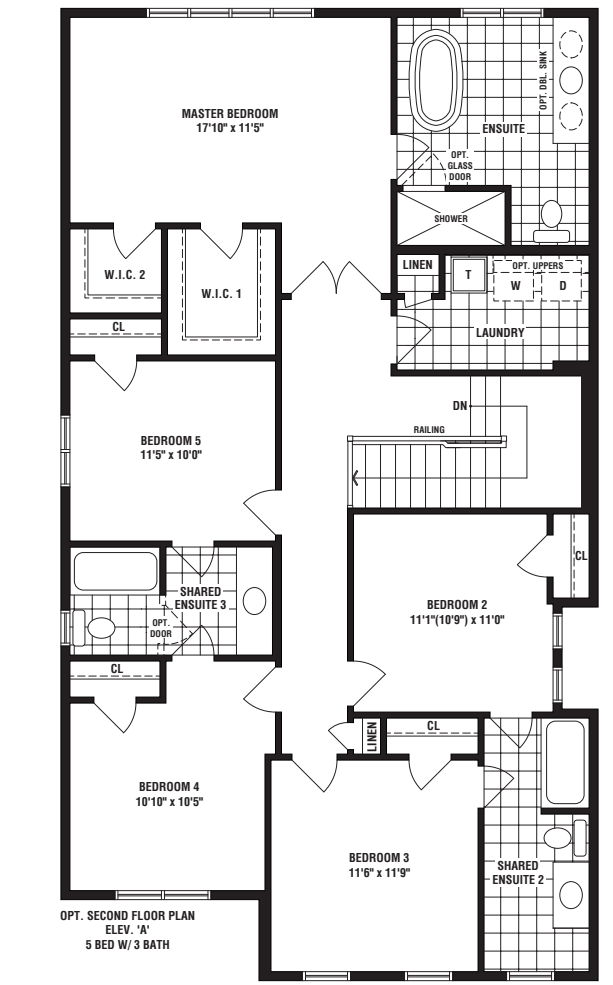 MASTER BEDROOM
17'10" x 11'5"
OPT. DBL. SINK
ENSUITE
OPT.
GLASS
DOOR
SHOWER
W.I.C. 2
W.I.C. 1
LINEN
T
OPT. UPPERS
W
D
LAUNDRY
CL
DN
RAILING
BEDROOM 5
11'5" x 10'0"
CL
SHARED
ENSUITE 3
OPT.
DOOR
BEDROOM 2
11'1"(10'9") x 11'0"
CL
LINEN
CL
BEDROOM 4
10'10" x 10'5"
BEDROOM 3
11'6" x 11'9"
SHARED
ENSUITE 2
OPT. SECOND FLOOR PLAN
ELEV. 'A'
5 BED W/ 3 BATH